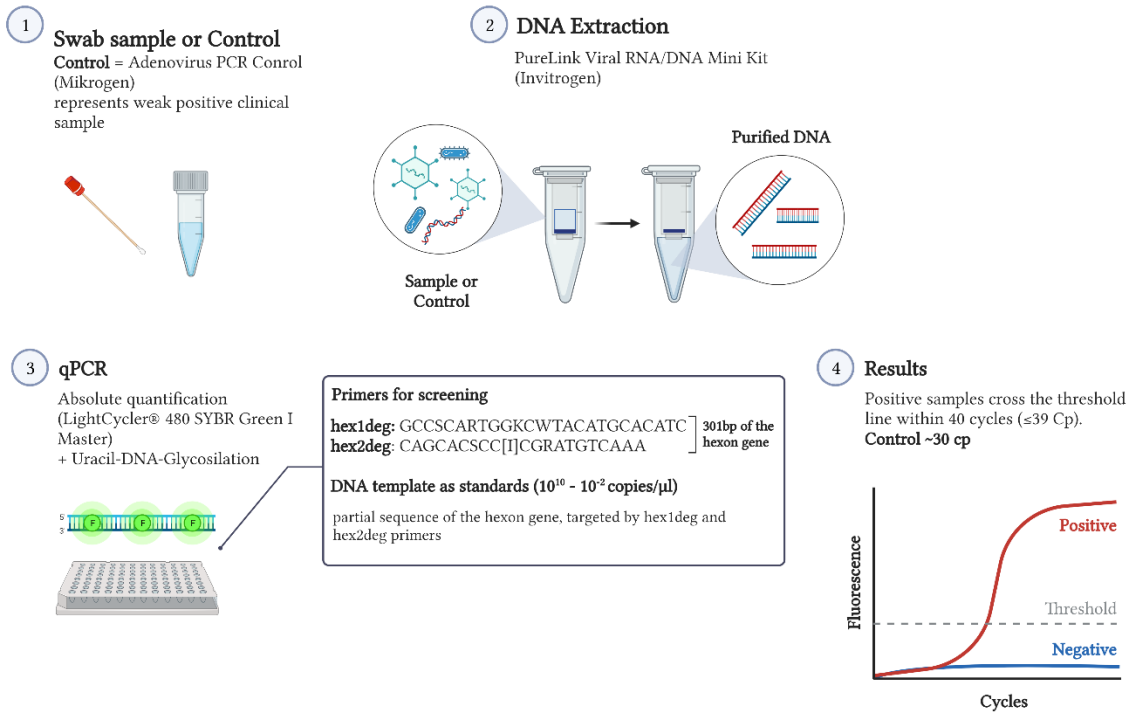 1
Swab sample or Control
Control = Adenovirus PCR Conrol
(Mikrogen)
represents weak positive clinical
sample
2
DNA Extraction
PureLink Viral RNA/DNA Mini Kit
(Invitrogen)
Purified DNA
Sample or
Control
3
qPCR
Absolute quantification
(LightCycler® 480 SYBR Green I
Master)
+ Uracil-DNA-Glycosilation
5'
3'
F
F
F
Primers for screening
hex1deg: GCCSCARTGGKCWTACATGCACATC
hex2deg: CAGCACSCC[I]CGRATGTCAAA
301bp of the
hexon gene
DNA template as standards (10¹⁰ - 10⁻² copies/µl)
partial sequence of the hexon gene, targeted by hex1deg and
hex2deg primers
4
Results
Positive samples cross the threshold
line within 40 cycles (≤39 Cp).
Control ~30 cp
Fluorescence
Positive
Threshold
Negative
Cycles